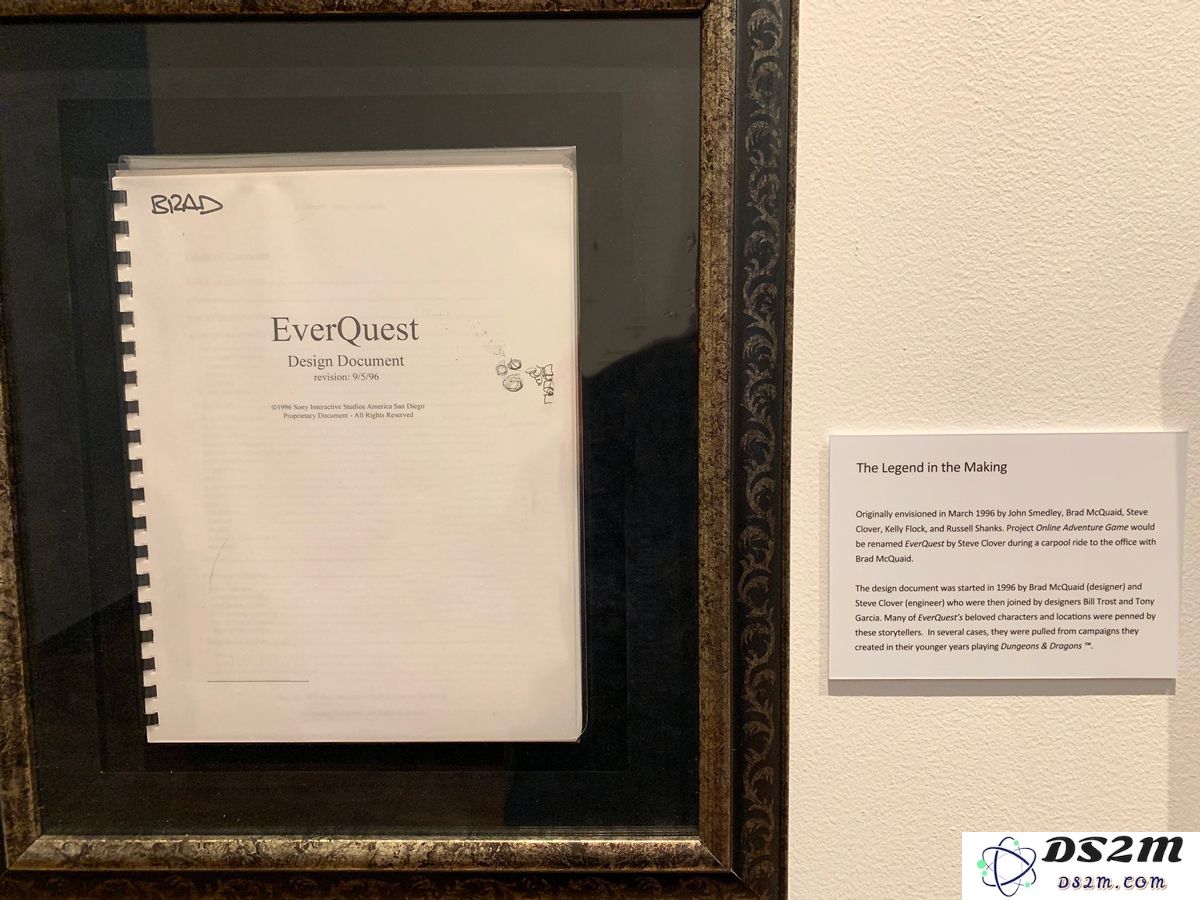 BRAD
EverQuest
Design Document
revision: 9/5/96
©1996 Sony Interactive Studios America San Diego
Proprietary Document - All Rights Reserved
The Legend in the Making
Originally envisioned in March 1996 by John Smedley, Brad McQuaid, Steve
Clover, Kelly Flock, and Russell Shanks. Project Online Adventure Game would
be renamed EverQuest by Steve Clover during a carpool ride to the office with
Brad McQuaid.
The design document was started in 1996 by Brad McQuaid (designer) and
Steve Clover (engineer) who were then joined by designers Bill Trost and Tony
Garcia. Many of EverQuest's beloved characters and locations were penned by
these storytellers. In several cases, they were pulled from campaigns they
created in their younger years playing Dungeons & Dragons ™.
DS2M
DS2M.COM